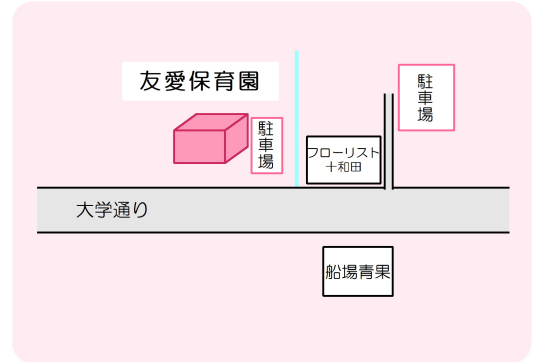 友愛保育園
駐車場
駐車場
フローリスト
十和田
大学通り
船場青果